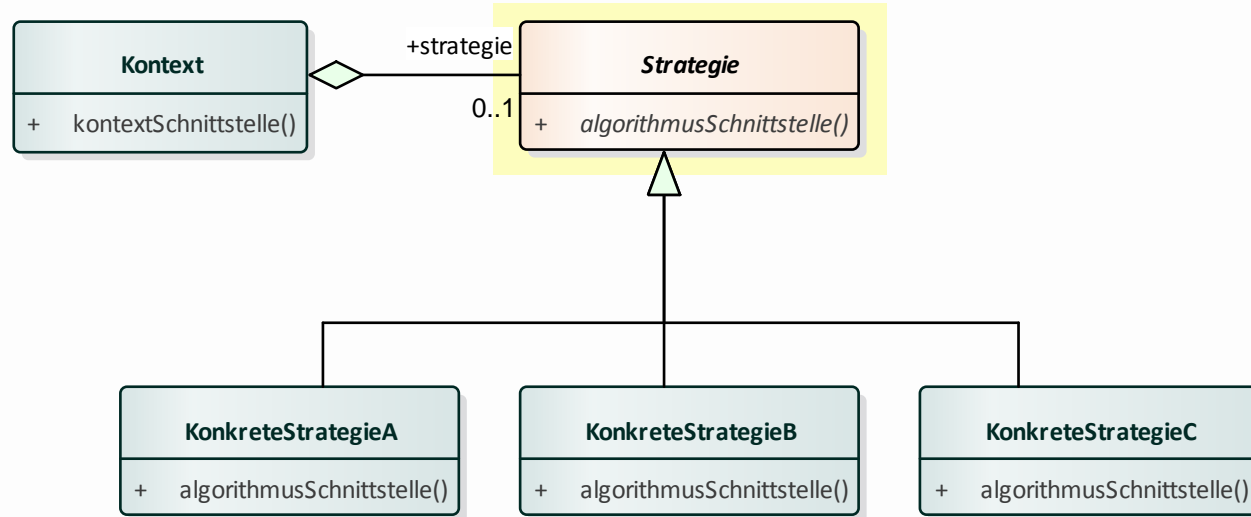 Kontext
+ kontextSchnittstelle()
+strategie
0..1
Strategie
+ algorithmusSchnittstelle()
KonkreteStrategieA
+ algorithmusSchnittstelle()
KonkreteStrategieB
+ algorithmusSchnittstelle()
KonkreteStrategieC
+ algorithmusSchnittstelle()